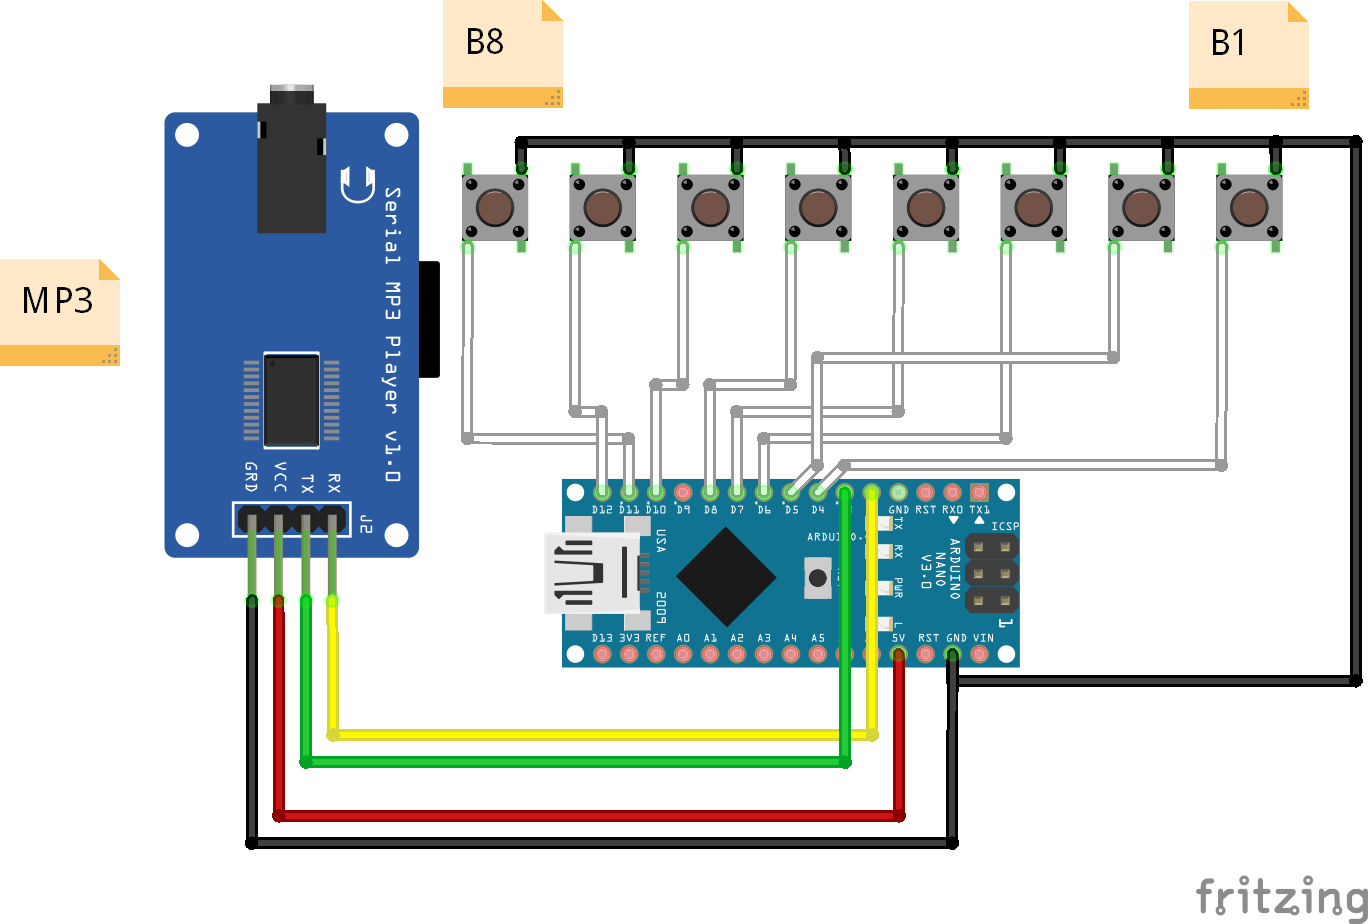 B8
B1
MP3
Serial MP3 Player v1.0
GRD
VCC
TX
RX
J2
D12
D11
D10
D9
D8
D7
D6
D5
D4
GND
RST
RX0
TX1
USA
2009
TX
RX
PWR
L
ARDUINO
NANO
V3.0
ICSP
1
D13
3V3
REF
A0
A1
A2
A3
A4
A5
5V
RST
GND
VIN
fritzing